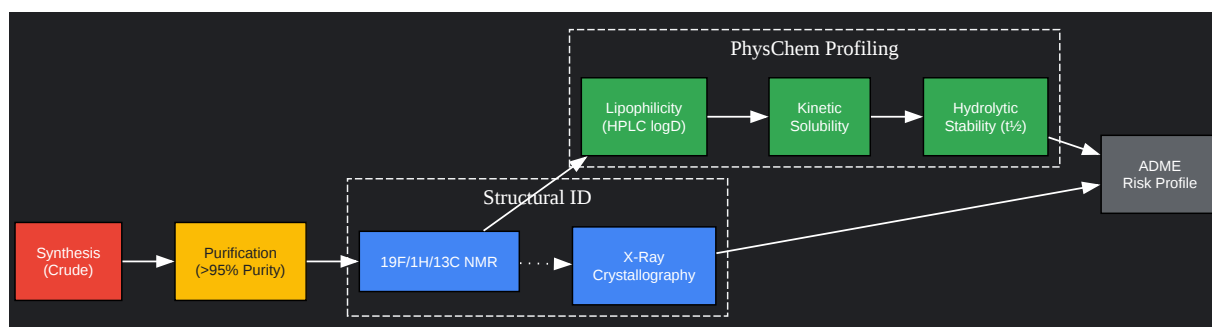 PhysChem Profiling
Lipophilicity
(HPLC logD)
Kinetic
Solubility
Hydrolytic
Stability (t½)
ADME
Risk Profile
Structural ID
Synthesis
(Crude)
Purification
(>95% Purity)
19F/1H/13C NMR
X-Ray
Crystallography